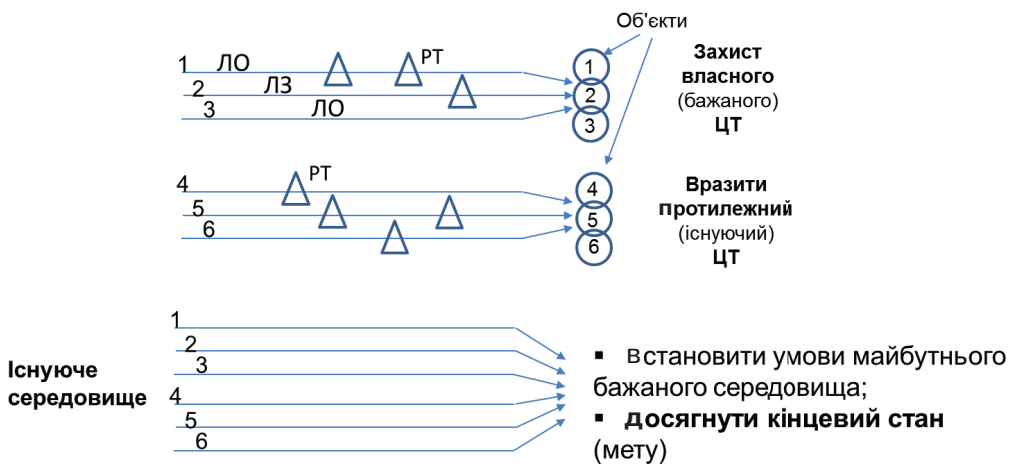 Об'єкти
1 ЛО РТ
2 ЛЗ
3 ЛО
1
2
3
Захист
власного
(бажаного)
ЦТ
4 РТ
5
6
4
5
6
Вразити
протилежний
(існуючий)
ЦТ
Існуюче
середовище
1
2
3
4
5
6
▪ встановити умови майбутнього
бажаного середовища;
▪ досягнути кінцевий стан
(мету)